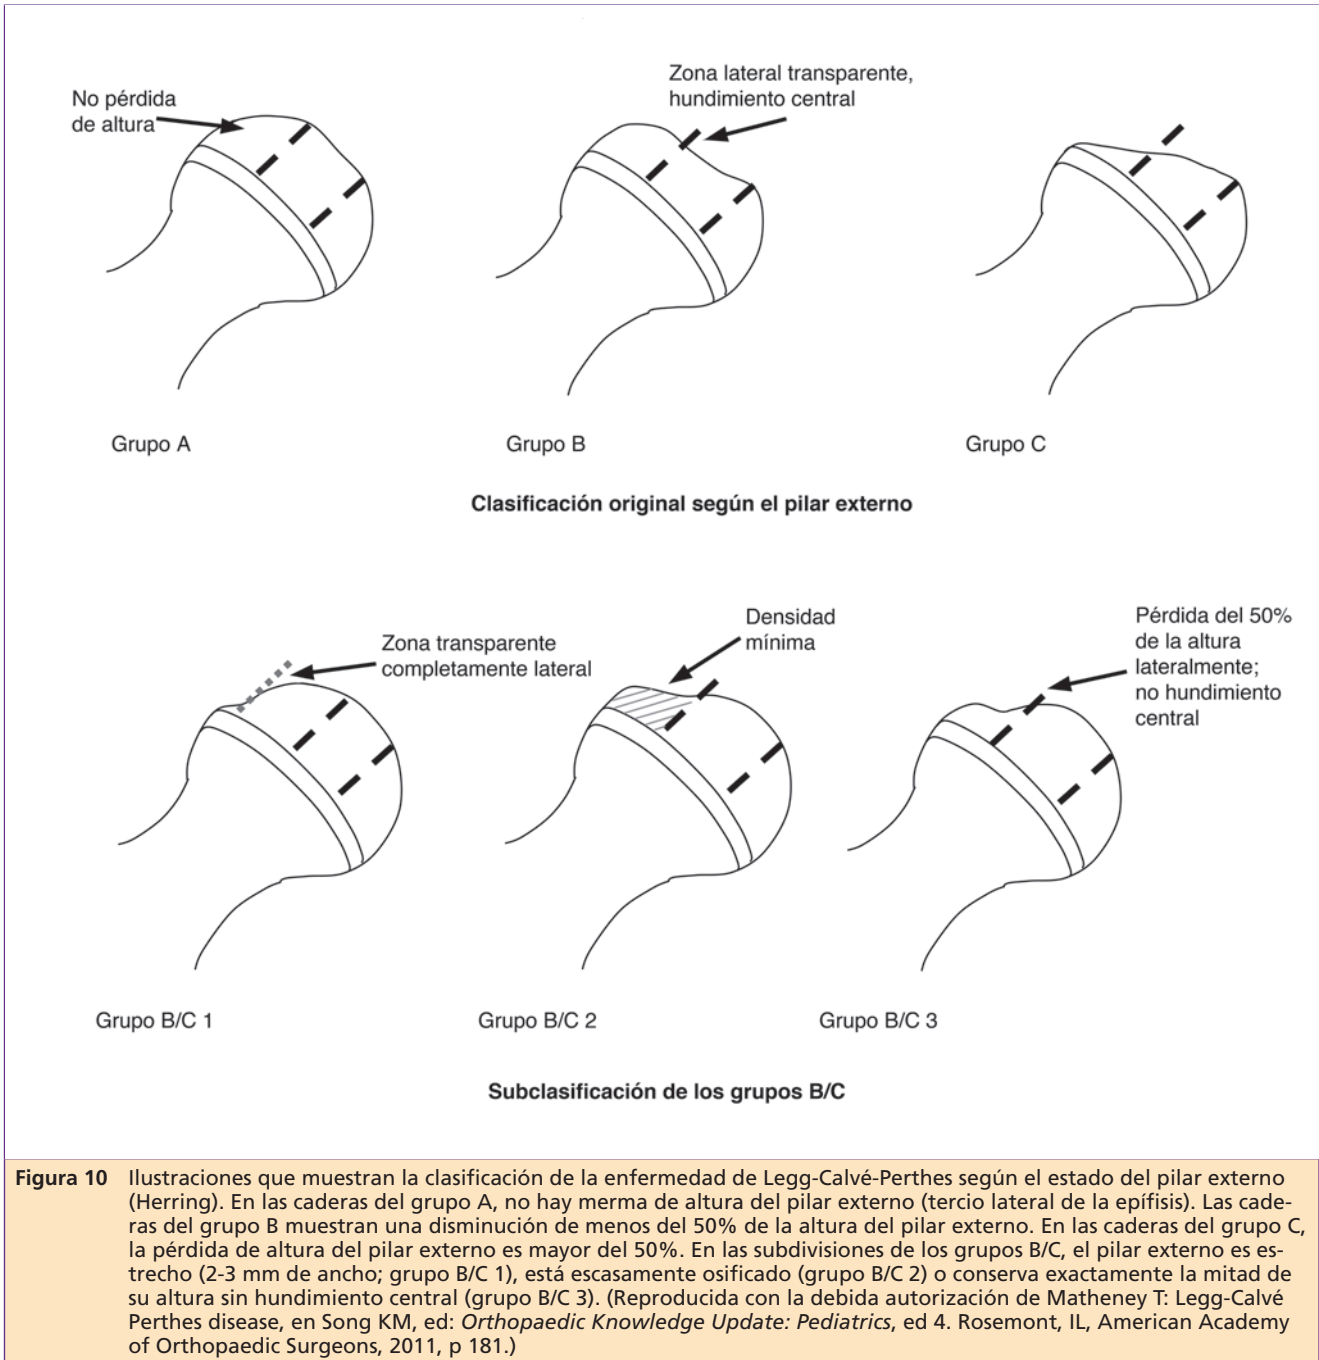 No pérdida
de altura
Zona lateral transparente,
hundimiento central
Grupo A
Grupo B
Grupo C
Clasificación original según el pilar externo
Zona transparente
completamente lateral
Densidad
mínima
Pérdida del 50%
de la altura
lateralmente;
no hundimiento
central
Grupo B/C 1
Grupo B/C 2
Grupo B/C 3
Subclasificación de los grupos B/C
Figura 10 Ilustraciones que muestran la clasificación de la enfermedad de Legg-Calvé-Perthes según el estado del pilar externo
(Herring). En las caderas del grupo A, no hay merma de altura del pilar externo (tercio lateral de la epífisis). Las cade-
ras del grupo B muestran una disminución de menos del 50% de la altura del pilar externo. En las caderas del grupo C,
la pérdida de altura del pilar externo es mayor del 50%. En las subdivisiones de los grupos B/C, el pilar externo es es-
trecho (2-3 mm de ancho; grupo B/C 1), está escasamente osificado (grupo B/C 2) o conserva exactamente la mitad de
su altura sin hundimiento central (grupo B/C 3). (Reproducida con la debida autorización de Matheney T: Legg-Calvé
Perthes disease, en Song KM, ed: Orthopaedic Knowledge Update: Pediatrics, ed 4. Rosemont, IL, American Academy
of Orthopaedic Surgeons, 2011, p 181.)